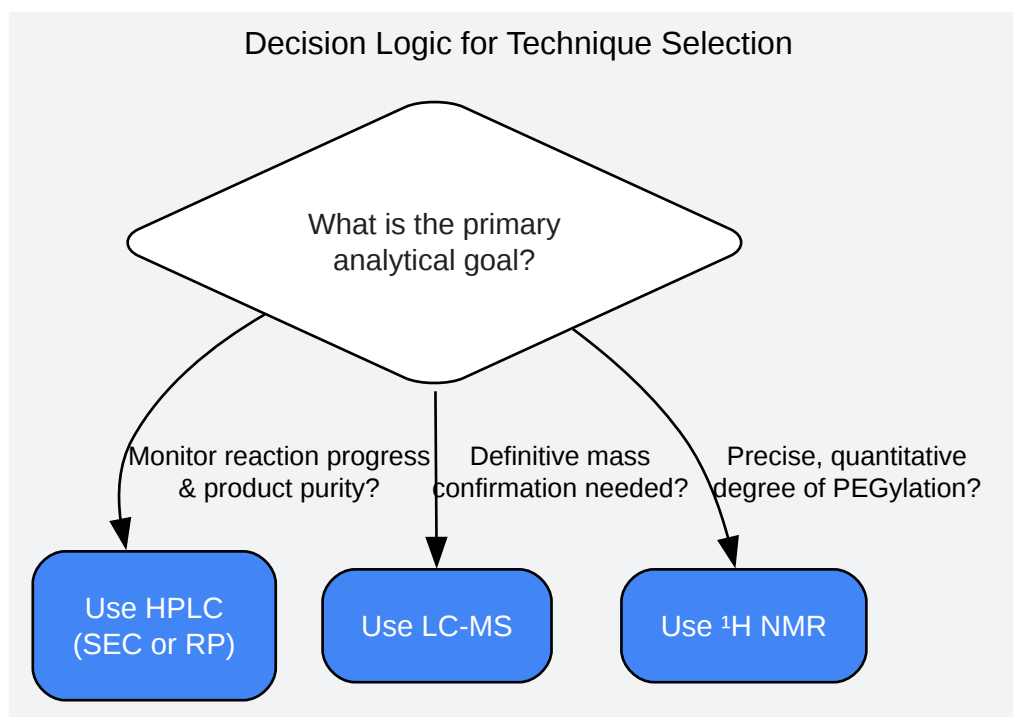 Decision Logic for Technique Selection
What is the primary
analytical goal?
Monitor reaction progress
& product purity?
Definitive mass
confirmation needed?
Precise, quantitative
degree of PEGylation?
Use HPLC
(SEC or RP)
Use LC-MS
Use ¹H NMR